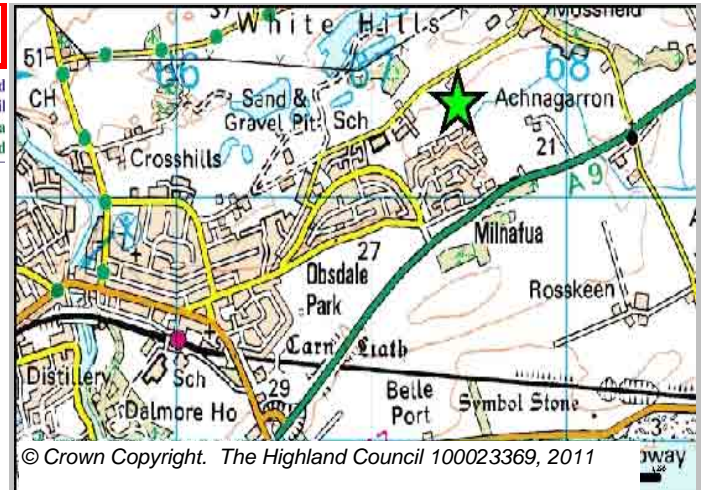 37
White Hills
Mossfield
51
66
67
68
CH
Sand &
Gravel Pit
Sch
Achnagarron
21
Crosshills
A 9
27
Milnafua
Obsdale
Park
Rosskeen
Carn Liath
Distillery
Sch
29
Belle
Port
Symbol Stone
Dalmore Ho
3
© Crown Copyright. The Highland Council 100023369, 2011
way